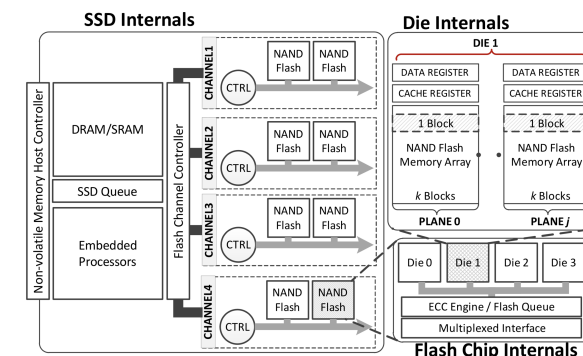 SSD Internals
Non-volatile Memory Host Controller
DRAM/SRAM
SSD Queue
Embedded
Processors
Flash Channel Controller
CHANNEL1
CTRL
NAND
Flash
NAND
Flash
CHANNEL2
CTRL
NAND
Flash
NAND
Flash
CHANNEL3
CTRL
NAND
Flash
NAND
Flash
CHANNEL4
CTRL
NAND
Flash
NAND
Flash
Die Internals
DIE 1
DATA REGISTER
CACHE REGISTER
1 Block
NAND Flash
Memory Array
k Blocks
PLANE 0
DATA REGISTER
CACHE REGISTER
1 Block
NAND Flash
Memory Array
k Blocks
PLANE j
Die 0
Die 1
Die 2
Die 3
ECC Engine / Flash Queue
Multiplexed Interface
Flash Chip Internals